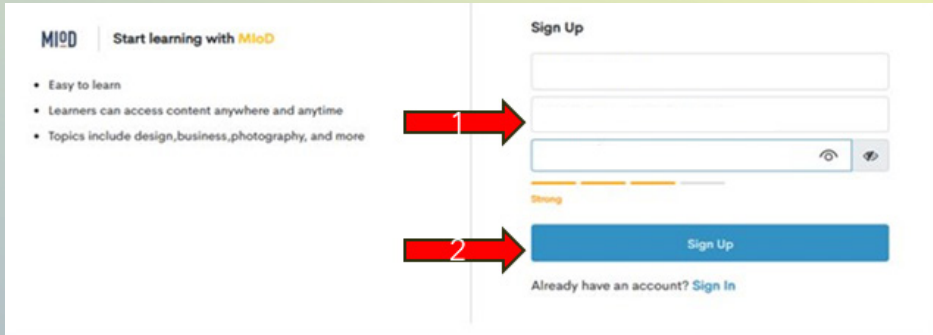 MIOD
Start learning with MIoD
• Easy to learn
• Learners can access content anywhere and anytime
• Topics include design,business,photography, and more
Sign Up
1
Strong
2
Sign Up
Already have an account? Sign In